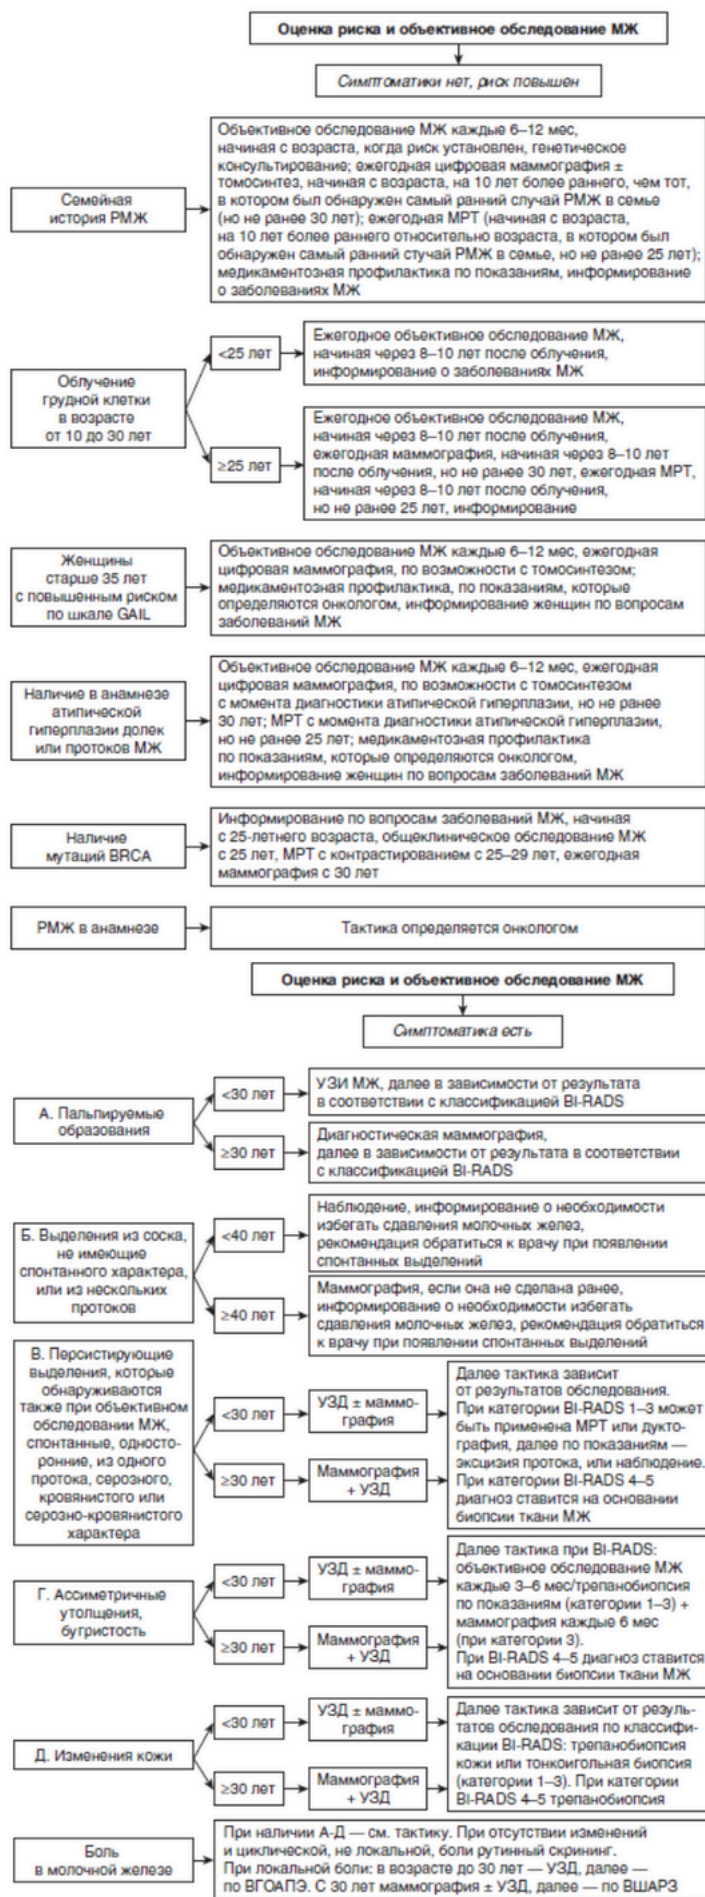 Оценка риска и объективное обследование МЖ
Симптоматики нет, риск повышен
Семейная
история РМЖ
Объективное обследование МЖ каждые 6–12 мес,
начиная с возраста, когда риск установлен, генетическое
консультирование; ежегодная цифровая маммография ±
томосинтез, начиная с возраста, на 10 лет более раннего, чем тот,
в котором был обнаружен самый ранний случай РМЖ в семье
(но не ранее 30 лет); ежегодная МРТ (начиная с возраста,
на 10 лет более раннего относительно возраста, в котором был
обнаружен самый ранний стучай РМЖ в семье, но не ранее 25 лет);
медикаментозная профилактика по показаниям, информирование
о заболеваниях МЖ
Облучение
грудной клетки
в возрасте
от 10 до 30 лет
<25 лет
Ежегодное объективное обследование МЖ,
начиная через 8–10 лет после облучения,
информирование о заболеваниях МЖ
≥25 лет
Ежегодное объективное обследование МЖ,
начиная через 8–10 лет после облучения,
ежегодная маммография, начиная через 8–10 лет
после облучения, но не ранее 30 лет, ежегодная МРТ,
начиная через 8–10 лет после облучения,
но не ранее 25 лет, информирование
Женщины
старше 35 лет
с повышенным риском
по шкале GAIL
Объективное обследование МЖ каждые 6–12 мес, ежегодная
цифровая маммография, по возможности с томосинтезом;
медикаментозная профилактика, по показаниям, которые
определяются онкологом, информирование женщин по вопросам
заболеваний МЖ
Наличие в анамнезе
атипической
гиперплазии долек
или протоков МЖ
Объективное обследование МЖ каждые 6–12 мес, ежегодная
цифровая маммография, по возможности с томосинтезом
с момента диагностики атипической гиперплазии, но не ранее
30 лет; МРТ с момента диагностики атипической гиперплазии,
но не ранее 25 лет; медикаментозная профилактика
по показаниям, которые определяются онкологом,
информирование женщин по вопросам заболеваний МЖ
Наличие
мутаций BRCA
Информирование по вопросам заболеваний МЖ, начиная
с 25-летнего возраста, общеклиническое обследование МЖ
с 25 лет, МРТ с контрастированием с 25–29 лет, ежегодная
маммография с 30 лет
РМЖ в анамнезе
Тактика определяется онкологом
Оценка риска и объективное обследование МЖ
Симптоматика есть
А. Пальпируемые
образования
<30 лет
УЗИ МЖ, далее в зависимости от результата
в соответствии с классификацией BI-RADS
≥30 лет
Диагностическая маммография,
далее в зависимости от результата в соответствии
с классификацией BI-RADS
Б. Выделения из соска,
не имеющие
спонтанного характера,
или из нескольких
протоков
<40 лет
Наблюдение, информирование о необходимости
избегать сдавления молочных желез,
рекомендация обратиться к врачу при появлении
спонтанных выделений
≥40 лет
Маммография, если она не сделана ранее,
информирование о необходимости избегать
сдавления молочных желез, рекомендация обратиться
к врачу при появлении спонтанных выделений
В. Персистирующие
выделения, которые
обнаруживаются
также при объективном
обследовании МЖ,
спонтанные, односто-
ронние, из одного
протока, серозного,
кровянистого или
серозно-кровянистого
характера
<30 лет
УЗД ± маммо-
графия
≥30 лет
Маммография
+ УЗД
Далее тактика зависит
от результатов обследования.
При категории BI-RADS 1–3 может
быть применена МРТ или дукто-
графия, далее по показаниям —
эксцизия протока, или наблюдение.
При категории BI-RADS 4–5
диагноз ставится на основании
биопсии ткани МЖ
Г. Ассиметричные
утолщения,
бугристость
<30 лет
УЗД ± маммо-
графия
≥30 лет
Маммография
+ УЗД
Далее тактика при BI-RADS:
объективное обследование МЖ
каждые 3–6 мес/трепанобиопсия
по показаниям (категории 1–3) +
маммография каждые 6 мес
(при категории 3).
При BI-RADS 4–5 диагноз ставится
на основании биопсии ткани МЖ
Д. Изменения кожи
<30 лет
УЗД ± маммо-
графия
≥30 лет
Маммография
+ УЗД
Далее тактика зависит от резуль-
татов обследования по классифи-
кации BI-RADS: трепанобиопсия
кожи или тонкоигольная биопсия
(категории 1–3). При категории
BI-RADS 4–5 трепанобиопсия
Боль
в молочной железе
При наличии А-Д — см. тактику. При отсутствии изменений
и циклической, не локальной, боли рутинный скрининг.
При локальной боли: в возрасте до 30 лет — УЗД, далее —
по ВГОАПЭ. С 30 лет маммография ± УЗД, далее — по ВШАРЗ